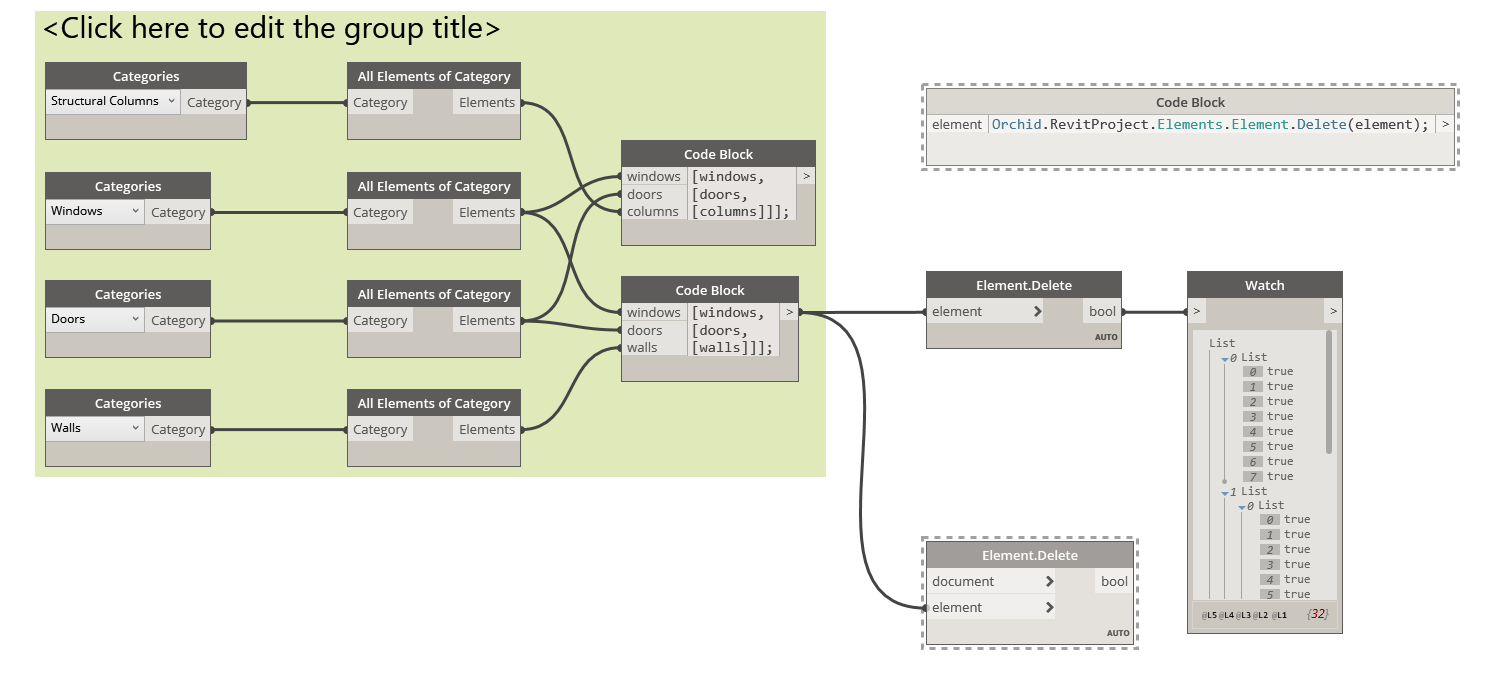 <Click here to edit the group title>
Categories
Structural Columns
Category
All Elements of Category
Category
Elements
Categories
Windows
Category
All Elements of Category
Category
Elements
Categories
Doors
Category
All Elements of Category
Category
Elements
Categories
Walls
Category
All Elements of Category
Category
Elements
Code Block
windows [windows, >
doors [doors,
columns [columns]]];
Code Block
windows [windows, >
doors [doors,
walls [walls]]];
Code Block
element Orchid.RevitProject.Elements.Element.Delete(element); >
Element.Delete
element > bool
AUTO
Watch
> >
List
0 List
0 true
1 true
2 true
3 true
4 true
5 true
6 true
7 true
1 List
0 List
0 true
1 true
2 true
3 true
4 true
5 true
@L5 @L4 @L3 @L2 @L1 {32}
Element.Delete
document > bool
element >
AUTO